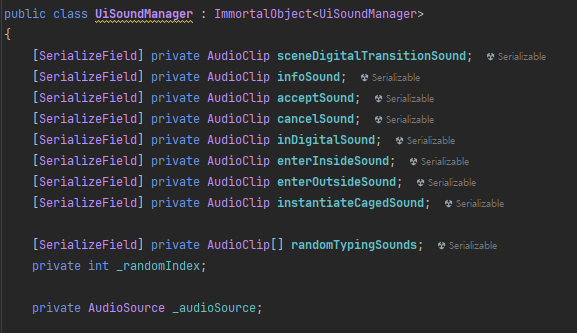 public class UiSoundManager : ImmortalObject<UiSoundManager>
{
[SerializeField] private AudioClip sceneDigitalTransitionSound; Serializable
[SerializeField] private AudioClip infoSound; Serializable
[SerializeField] private AudioClip acceptSound; Serializable
[SerializeField] private AudioClip cancelSound; Serializable
[SerializeField] private AudioClip inDigitalSound; Serializable
[SerializeField] private AudioClip enterInsideSound; Serializable
[SerializeField] private AudioClip enterOutsideSound; Serializable
[SerializeField] private AudioClip instantiateCagedSound; Serializable
[SerializeField] private AudioClip[] randomTypingSounds; Serializable
private int _randomIndex;
private AudioSource _audioSource;